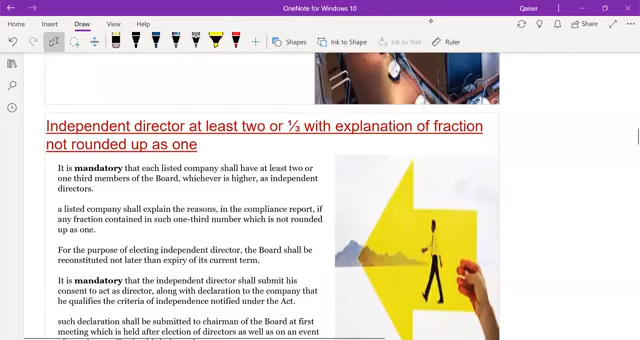 OneNote for Windows 10
Qaiser
Home Insert Draw View Help
Share
Shapes Ink to Shape Ink to Text Ruler
Independent director at least two or ⅓ with explanation of fraction
not rounded up as one
It is mandatory that each listed company shall have at least two or
one third members of the Board, whichever is higher, as independent
directors.
a listed company shall explain the reasons, in the compliance report, if
any fraction contained in such one-third number which is not rounded
up as one.
For the purpose of electing independent director, the Board shall be
reconstituted not later than expiry of its current term.
It is mandatory that the independent director shall submit his
consent to act as director, along with declaration to the company that
he qualifies the criteria of independence notified under the Act.
such declaration shall be submitted to chairman of the Board at first
meeting which is held after election of directors as well as on an event